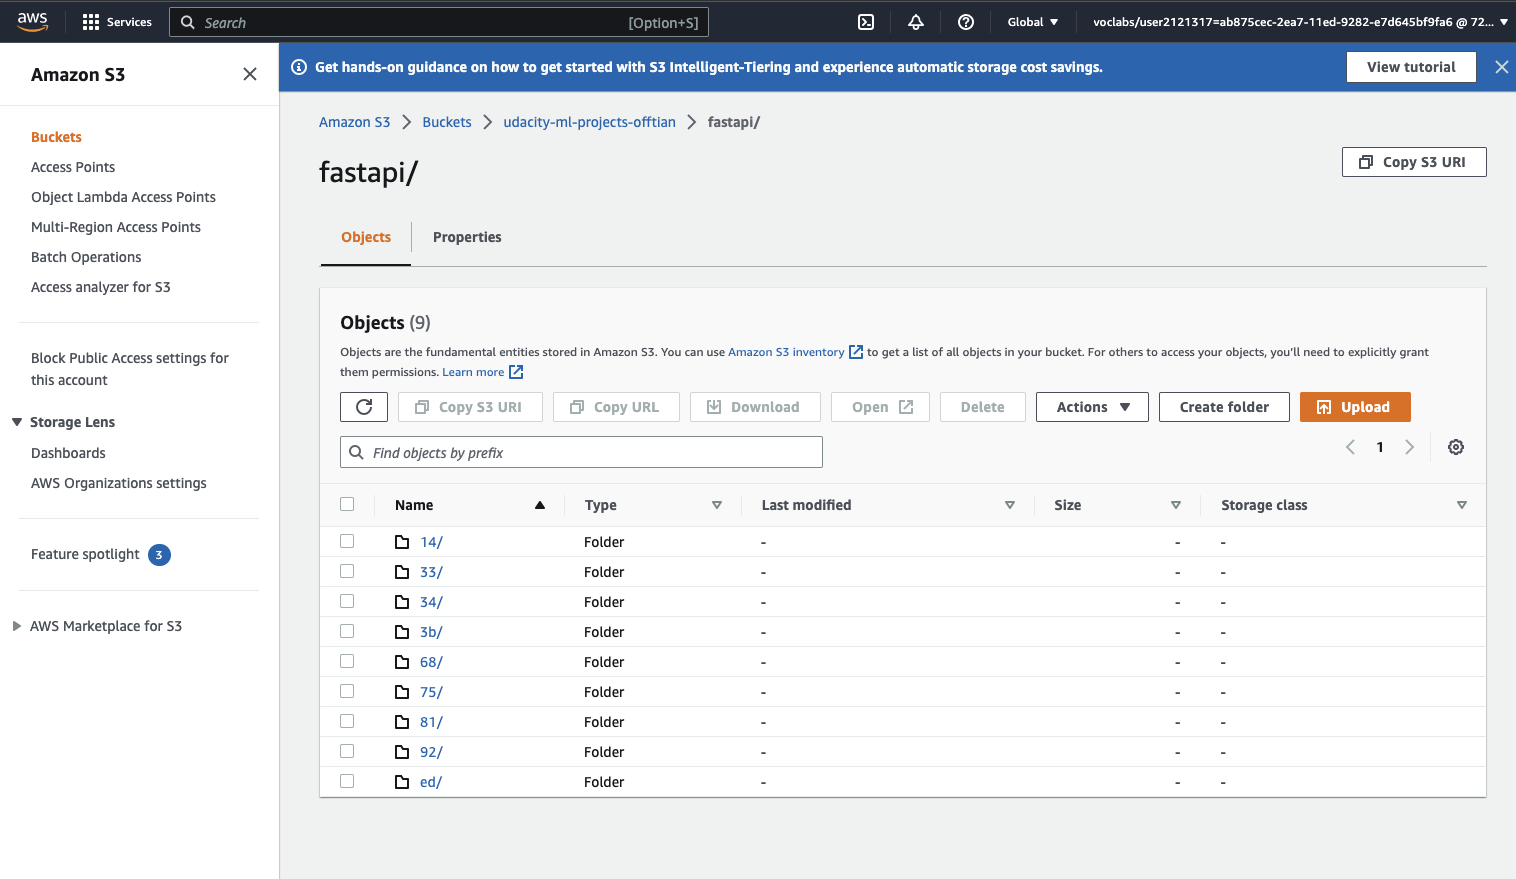 aws
Services
Search
[Option+S]
Global
voclabs/user2121317=ab875cec-2ea7-11ed-9282-e7d645bf9fa6 @ 72...
Amazon S3
Buckets
Access Points
Object Lambda Access Points
Multi-Region Access Points
Batch Operations
Access analyzer for S3
Block Public Access settings for
this account
Storage Lens
Dashboards
AWS Organizations settings
Feature spotlight 3
AWS Marketplace for S3
Get hands-on guidance on how to get started with S3 Intelligent-Tiering and experience automatic storage cost savings.
View tutorial
Amazon S3 Buckets udacity-ml-projects-offtian fastapi/
fastapi/
Copy S3 URI
Objects Properties
Objects (9)
Objects are the fundamental entities stored in Amazon S3. You can use Amazon S3 inventory to get a list of all objects in your bucket. For others to access your objects, you'll need to explicitly grant
them permissions. Learn more
Copy S3 URI Copy URL Download Open Delete Actions Create folder Upload
Find objects by prefix
1
Name Type Last modified Size Storage class
14/ Folder - - -
33/ Folder - - -
34/ Folder - - -
3b/ Folder - - -
68/ Folder - - -
75/ Folder - - -
81/ Folder - - -
92/ Folder - - -
ed/ Folder - - -